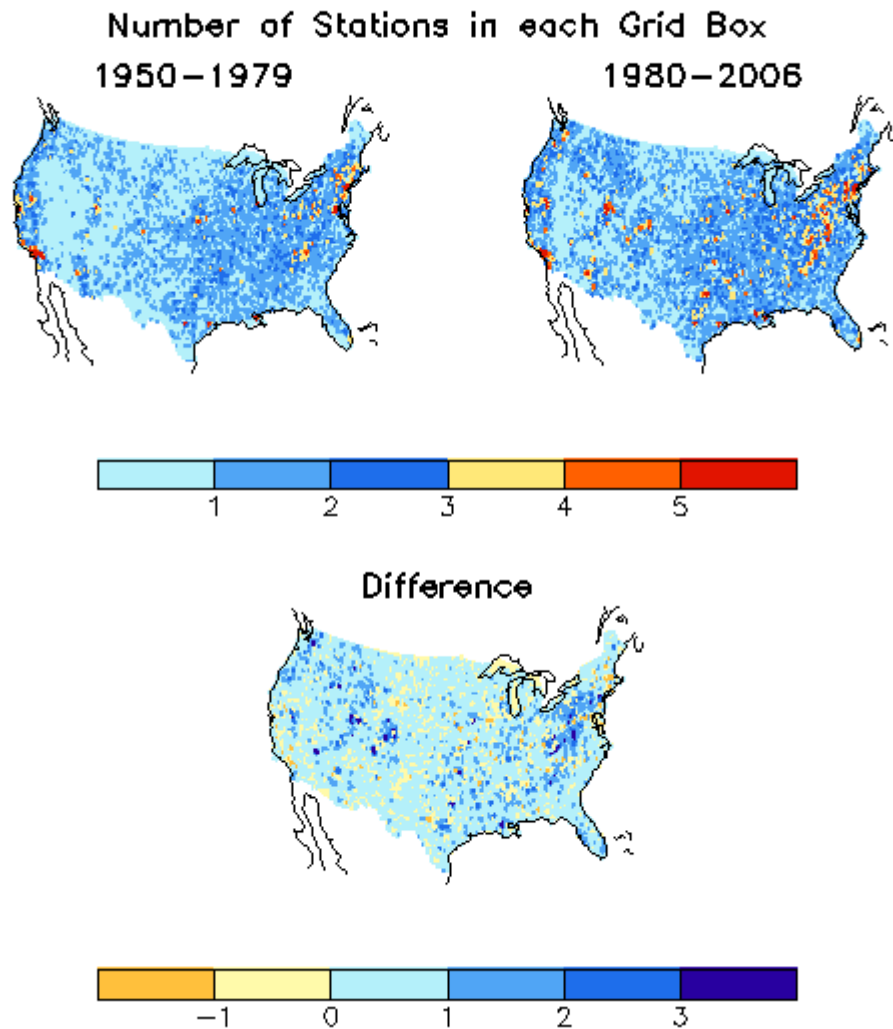 Number of Stations in each Grid Box
1950-1979 1980-2006
1 2 3 4 5
Difference
-1 0 1 2 3